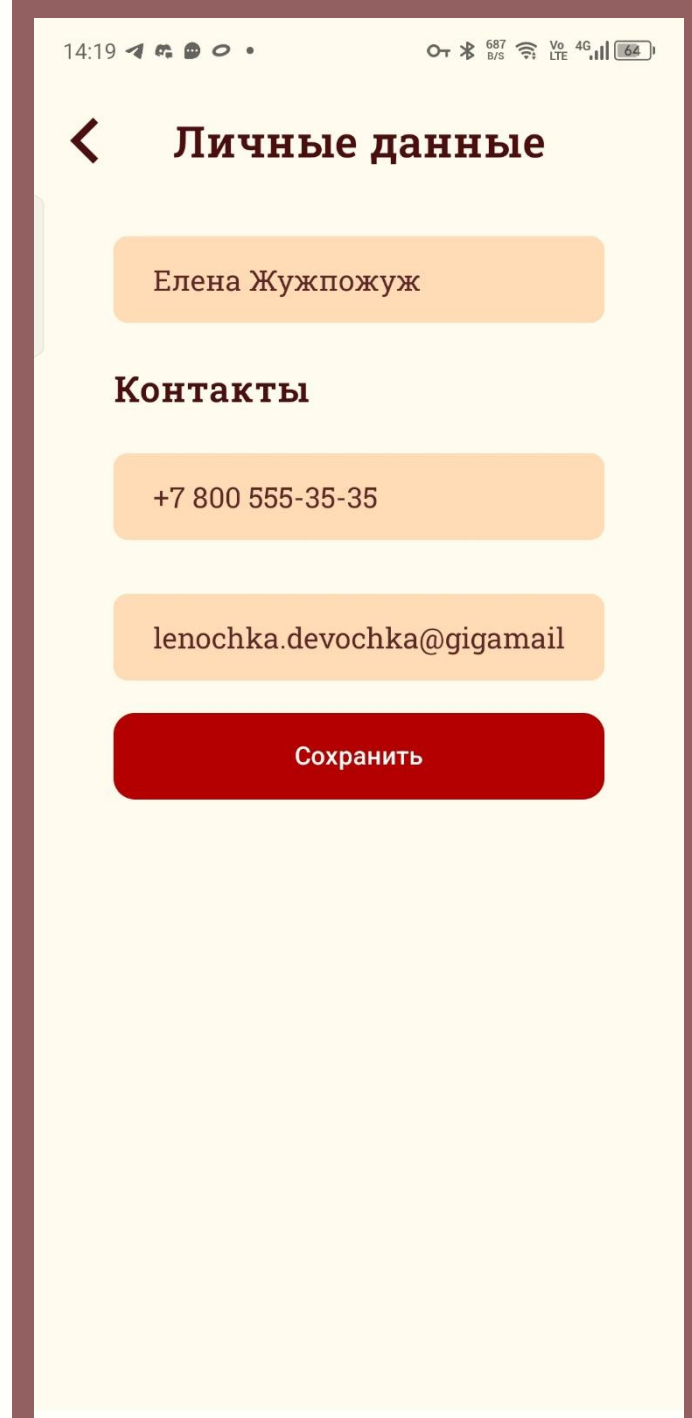 14:19
687
B/S
Vo
LTE
4G
64
Личные данные
Елена Жужпожуж
Контакты
+7 800 555-35-35
lenochka.devochka@gigamail
Сохранить